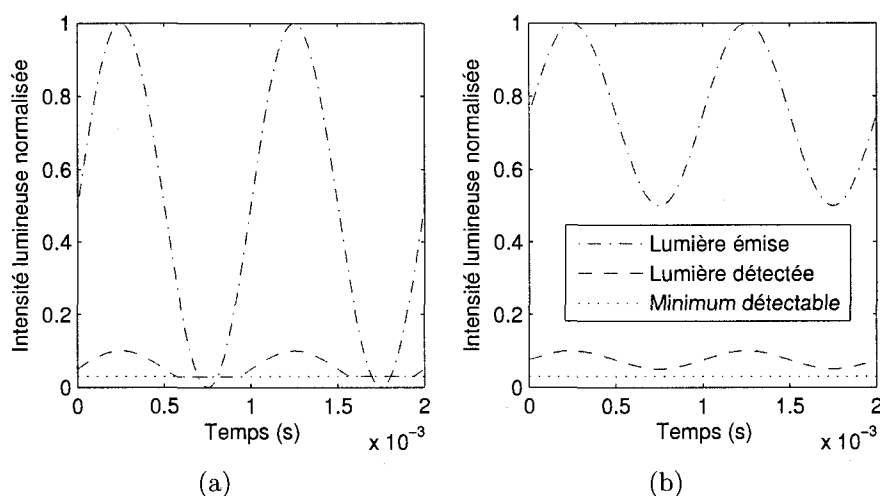 Intensité lumineuse normalisée
1
0.8
0.6
0.4
0.2
0
0 0.5 1 1.5 2
Temps (s)
x 10⁻³
(a)
Intensité lumineuse normalisée
1
0.8
0.6
0.4
0.2
0
Lumière émise
Lumière détectée
Minimum détectable
0 0.5 1 1.5 2
Temps (s)
x 10⁻³
(b)